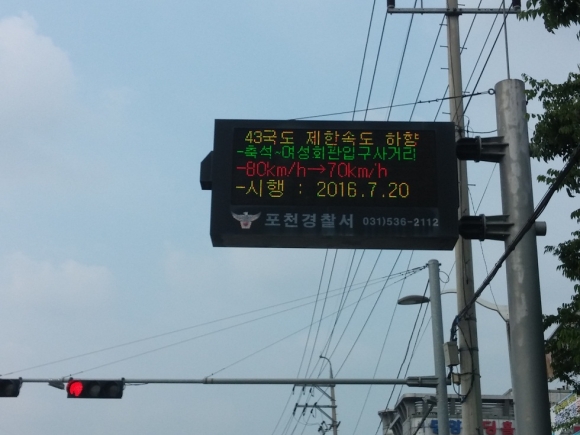 43국도 제한속도 하향
-축석~여성회관입구사거리
-80km/h→70km/h
-시행 : 2016.7.20
포천경찰서 031)536-2112